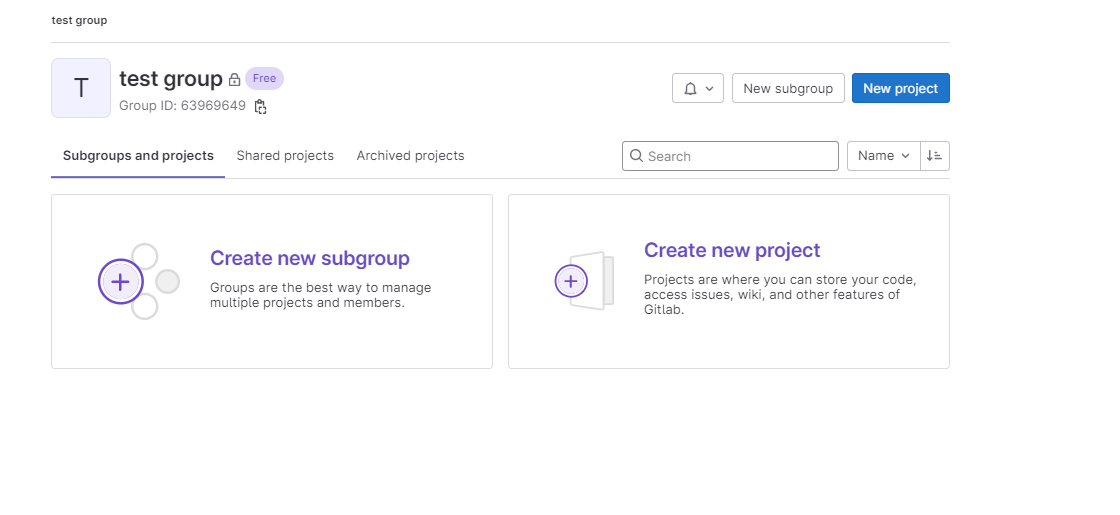 test group
T
test group Free
Group ID: 63969649
New subgroup
New project
Subgroups and projects
Shared projects
Archived projects
Search
Name
Create new subgroup
Groups are the best way to manage
multiple projects and members.
Create new project
Projects are where you can store your code,
access issues, wiki, and other features of
Gitlab.